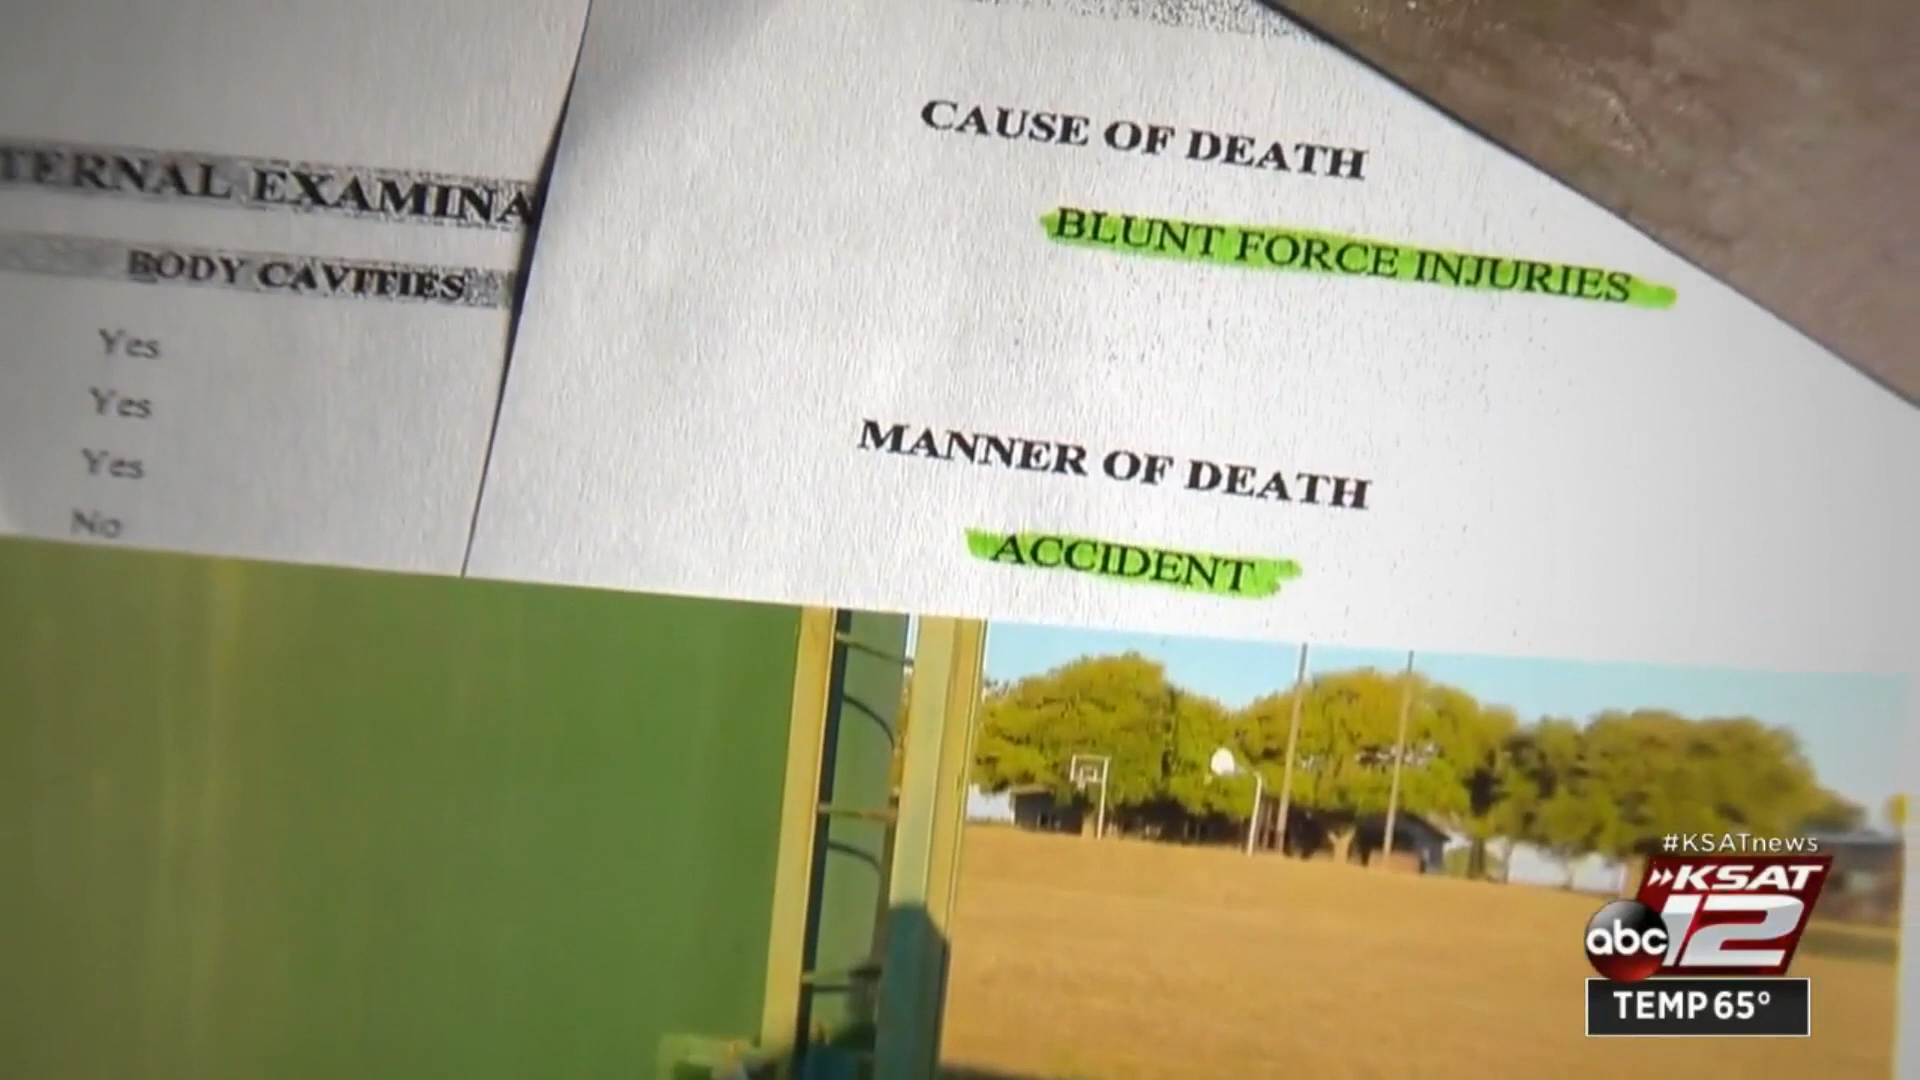 TERNAL EXAMINA
BODY CAVITIES
Yes
Yes
Yes
No
CAUSE OF DEATH
BLUNT FORCE INJURIES
MANNER OF DEATH
ACCIDENT
#KSATnews
KSAT
abc 12
TEMP 65°